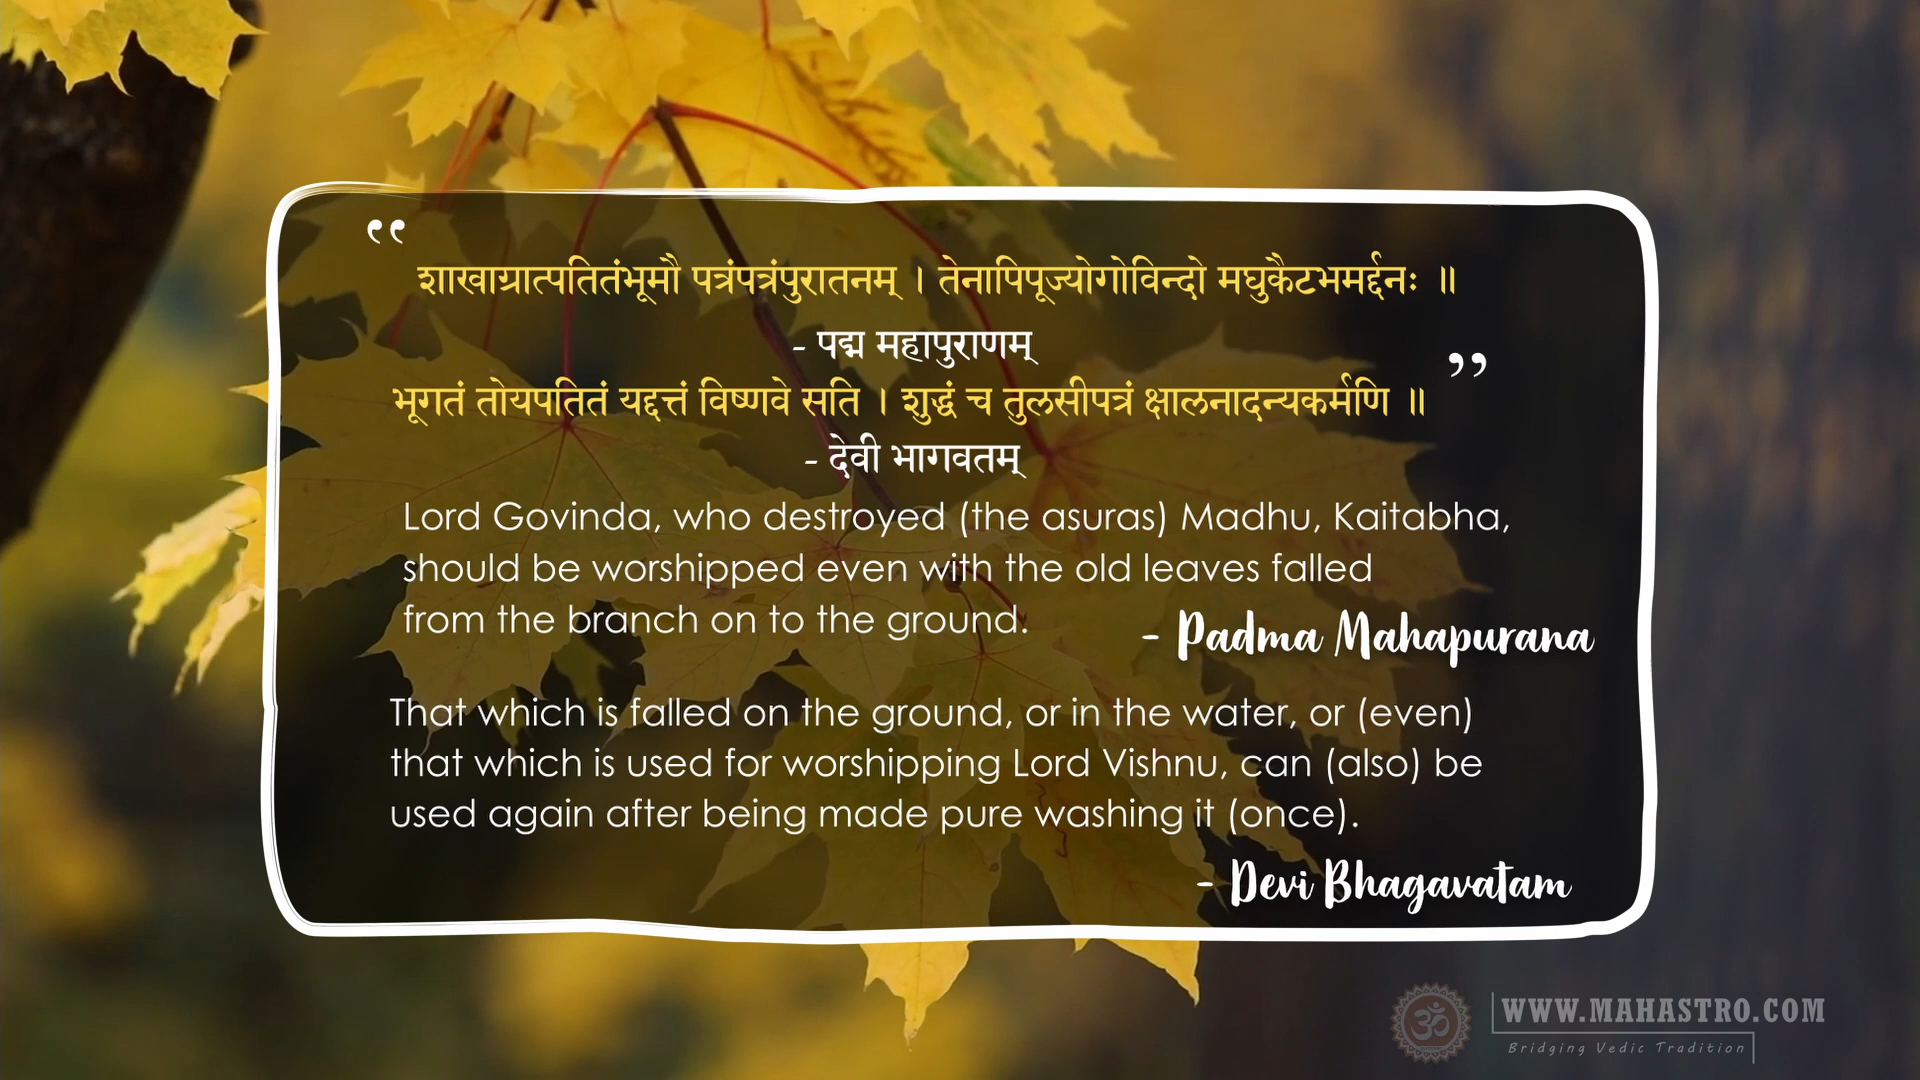 “
शाखाग्रात्पतितंभूमौ पत्रंपत्रंपुरातनम् । तेनापिपूज्योगोविन्दो मघुकैटभमर्द्दनः ॥
- पद्म महापुराणम्
”
भूगतं तोयपतितं यद्दत्तं विष्णवे सति । शुद्धं च तुलसीपत्रं क्षालनादन्यकर्मणि ॥
- देवी भागवतम्
Lord Govinda, who destroyed (the asuras) Madhu, Kaitabha,
should be worshipped even with the old leaves falled
from the branch on to the ground.
- Padma Mahapurana
That which is falled on the ground, or in the water, or (even)
that which is used for worshipping Lord Vishnu, can (also) be
used again after being made pure washing it (once).
- Devi Bhagavatam
ॐ
WWW.MAHASTRO.COM
Bridging Vedic Tradition